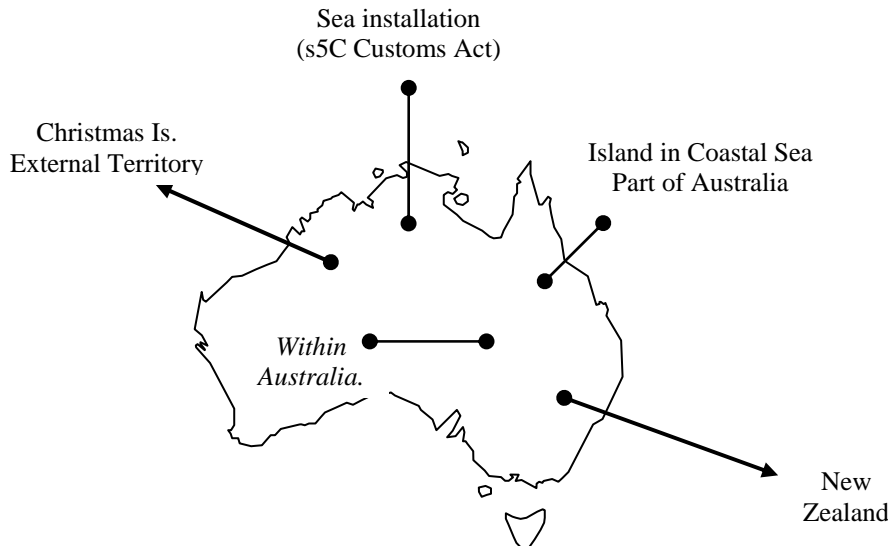 Sea installation
(s5C Customs Act)
Christmas Is.
External Territory
Island in Coastal Sea
Part of Australia
Within
Australia.
New
Zealand